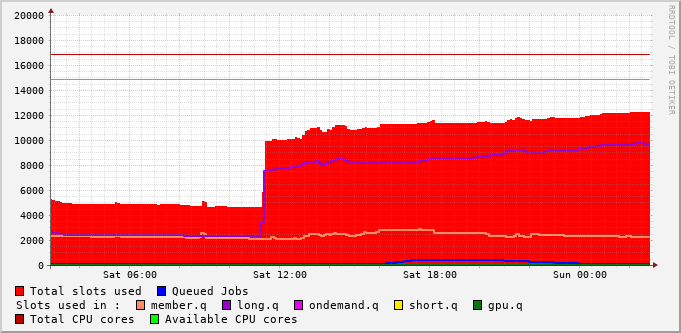 20000
18000
16000
14000
12000
10000
8000
6000
4000
2000
0
Sat 06:00 Sat 12:00 Sat 18:00 Sun 00:00
RRDTOOL / TOBI OETIKER
Total slots used Queued Jobs
Slots used in : member.q long.q ondemand.q short.q gpu.q
Total CPU cores Available CPU cores